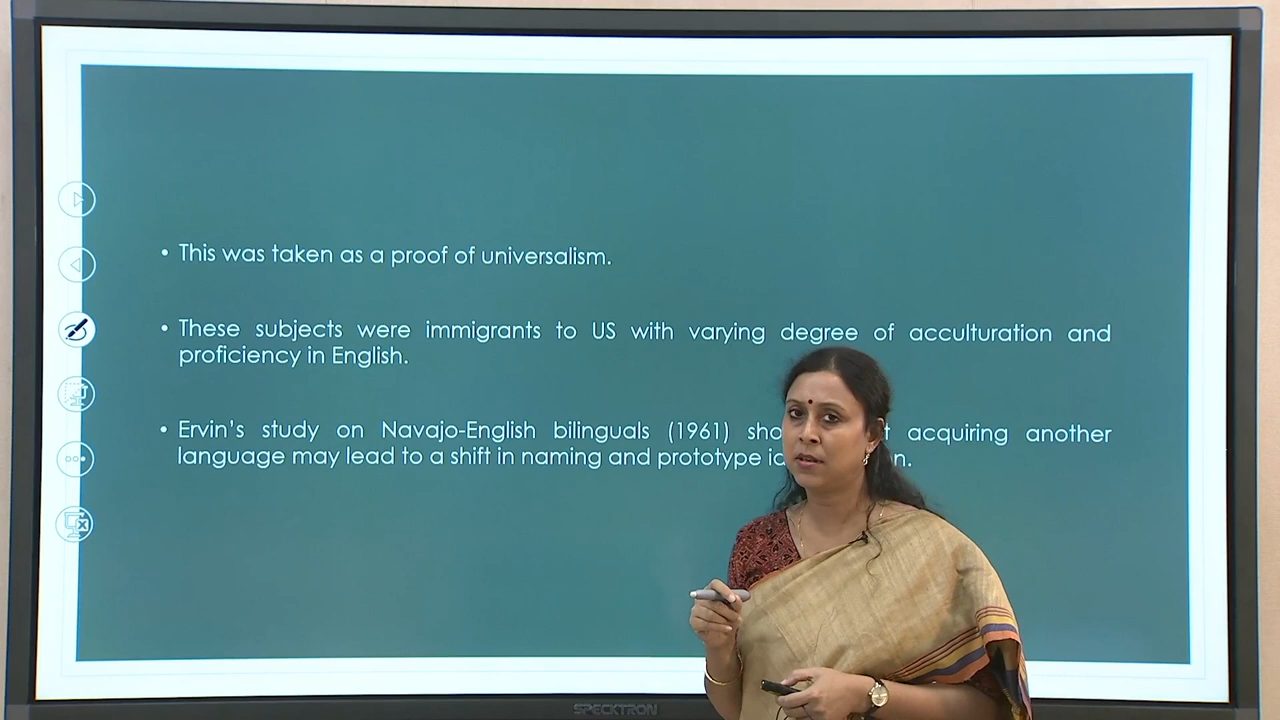 • This was taken as a proof of universalism.
• These subjects were immigrants to US with varying degree of acculturation and
proficiency in English.
• Ervin's study on Navajo-English bilinguals (1961) acquiring another
language may lead to a shift in naming and prototype
SPECKTRON